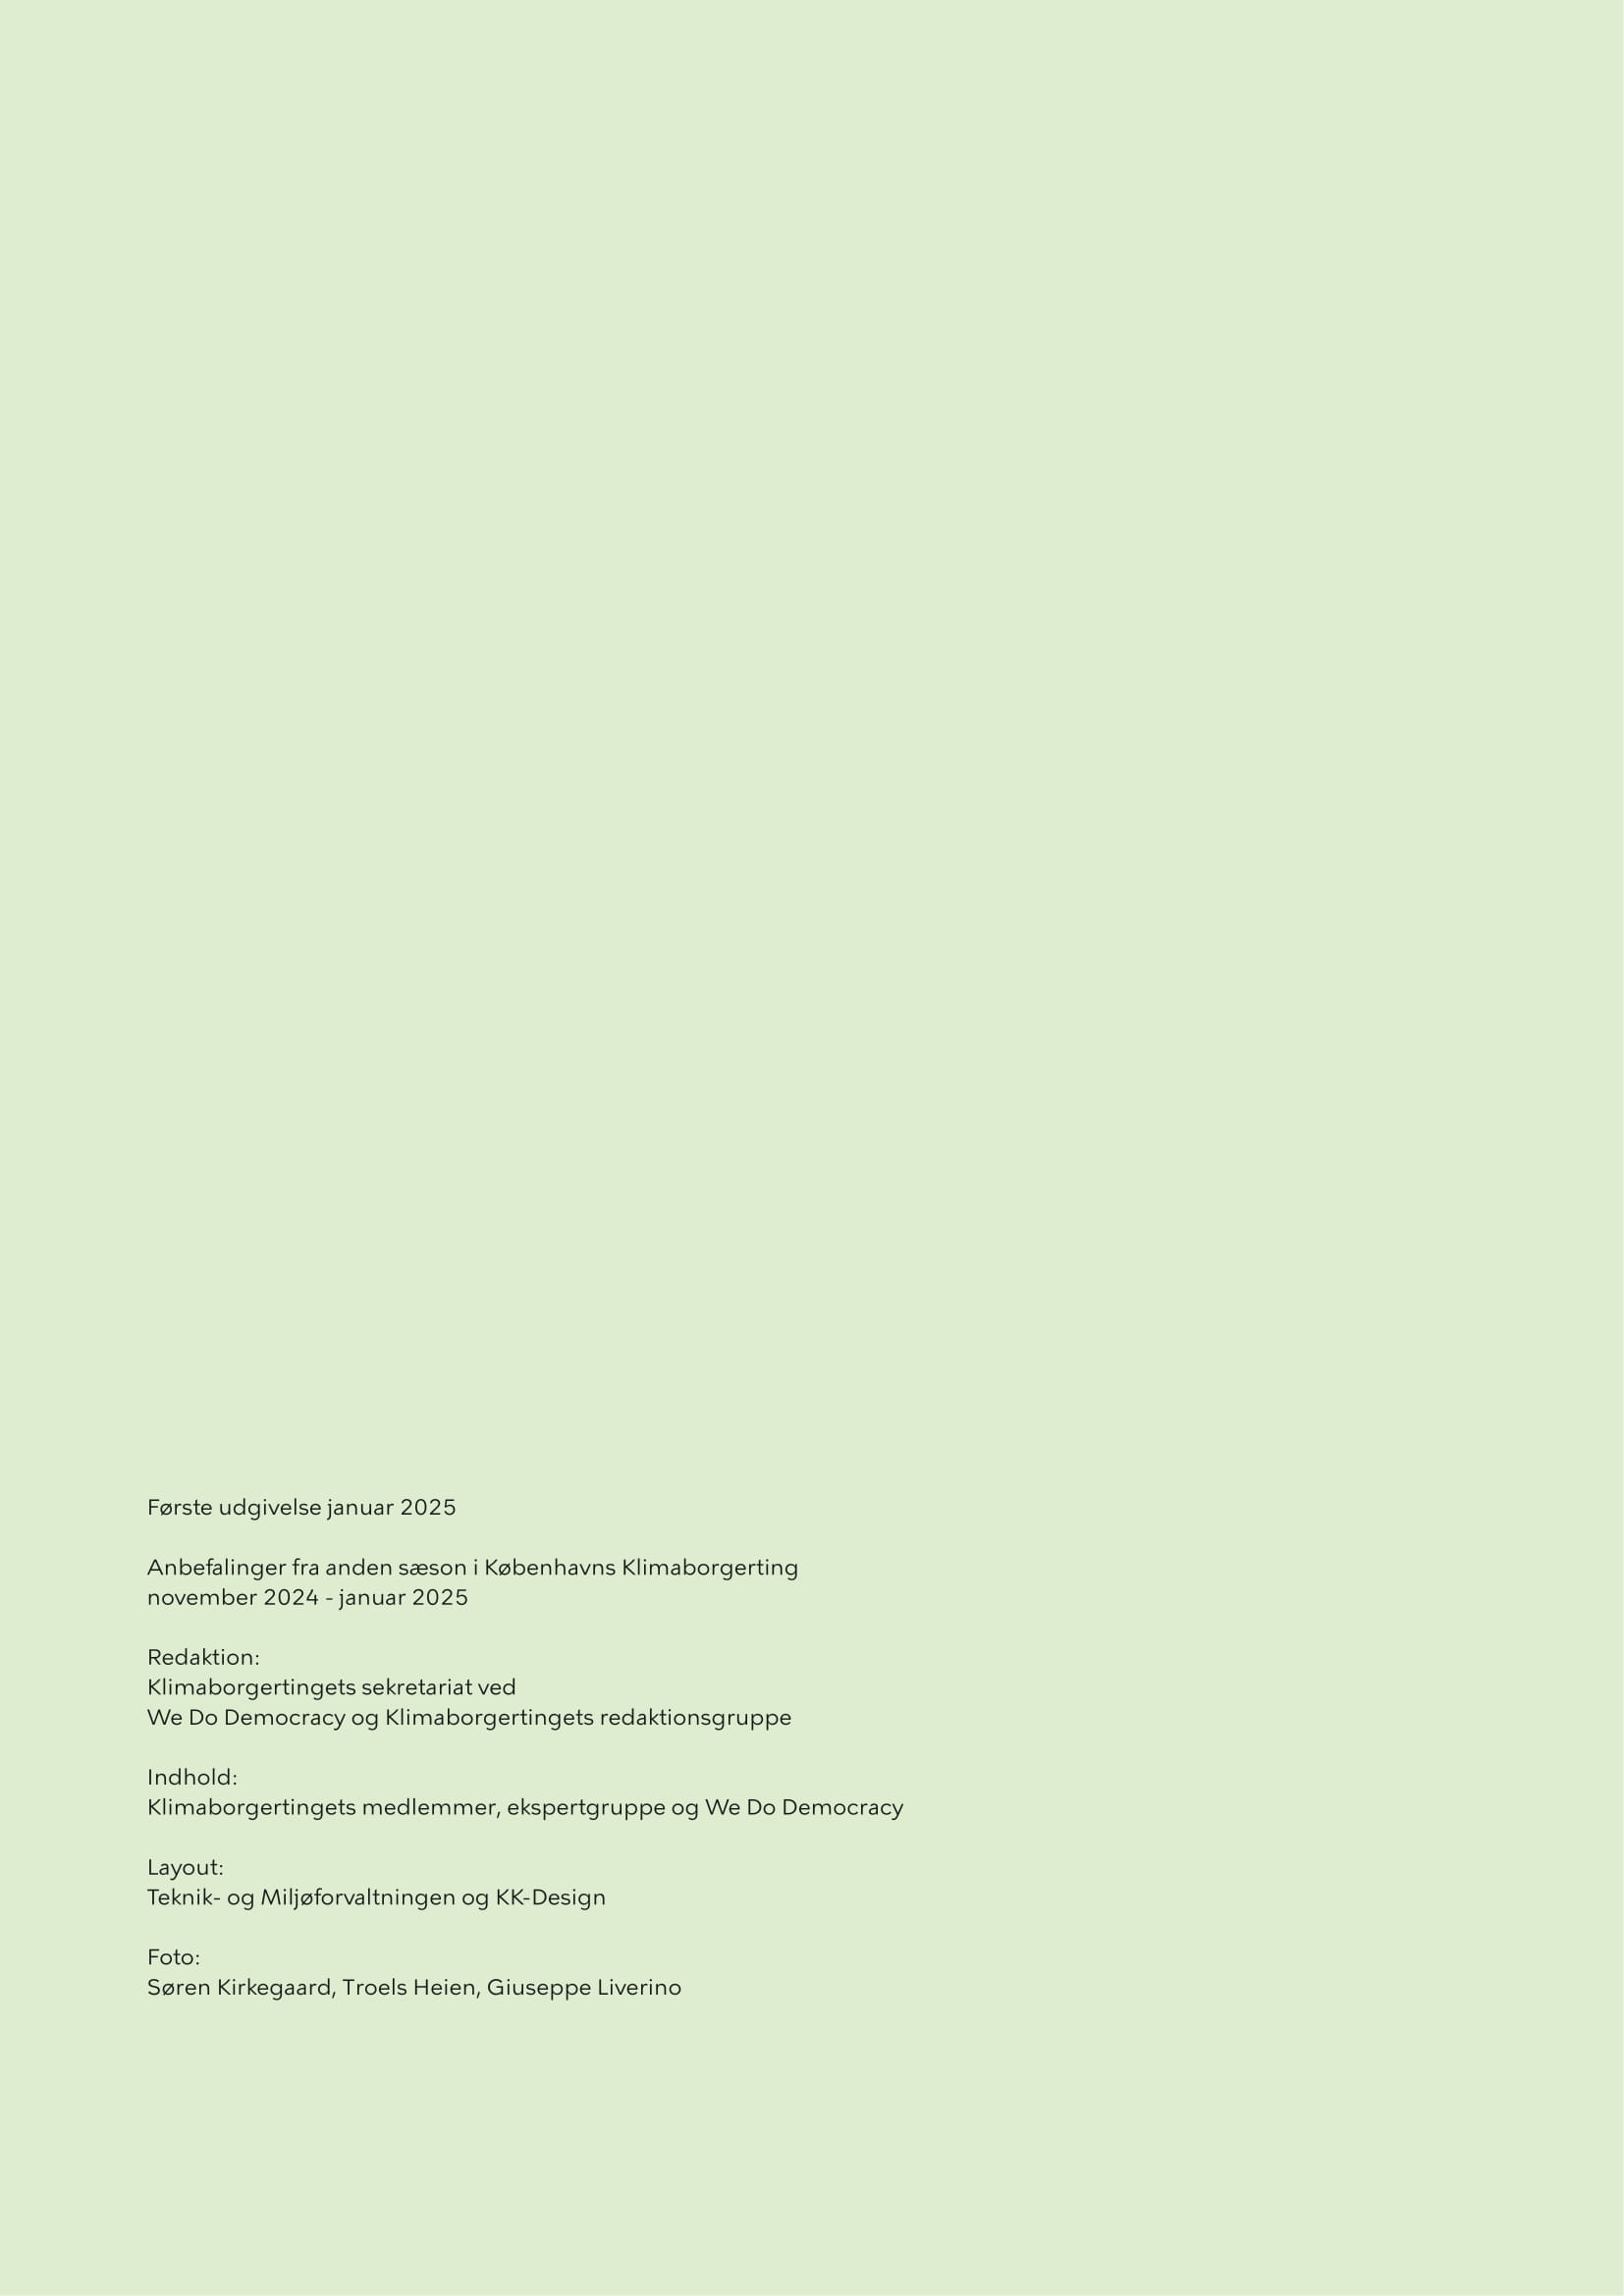 Første udgivelse januar 2025
Anbefalinger fra anden sæson i Københavns Klimaborgerting
november 2024 - januar 2025
Redaktion:
Klimaborgertingets sekretariat ved
We Do Democracy og Klimaborgertingets redaktionsgruppe
Indhold:
Klimaborgertingets medlemmer, ekspertgruppe og We Do Democracy
Layout:
Teknik- og Miljøforvaltningen og KK-Design
Foto:
Søren Kirkegaard, Troels Heien, Giuseppe Liverino